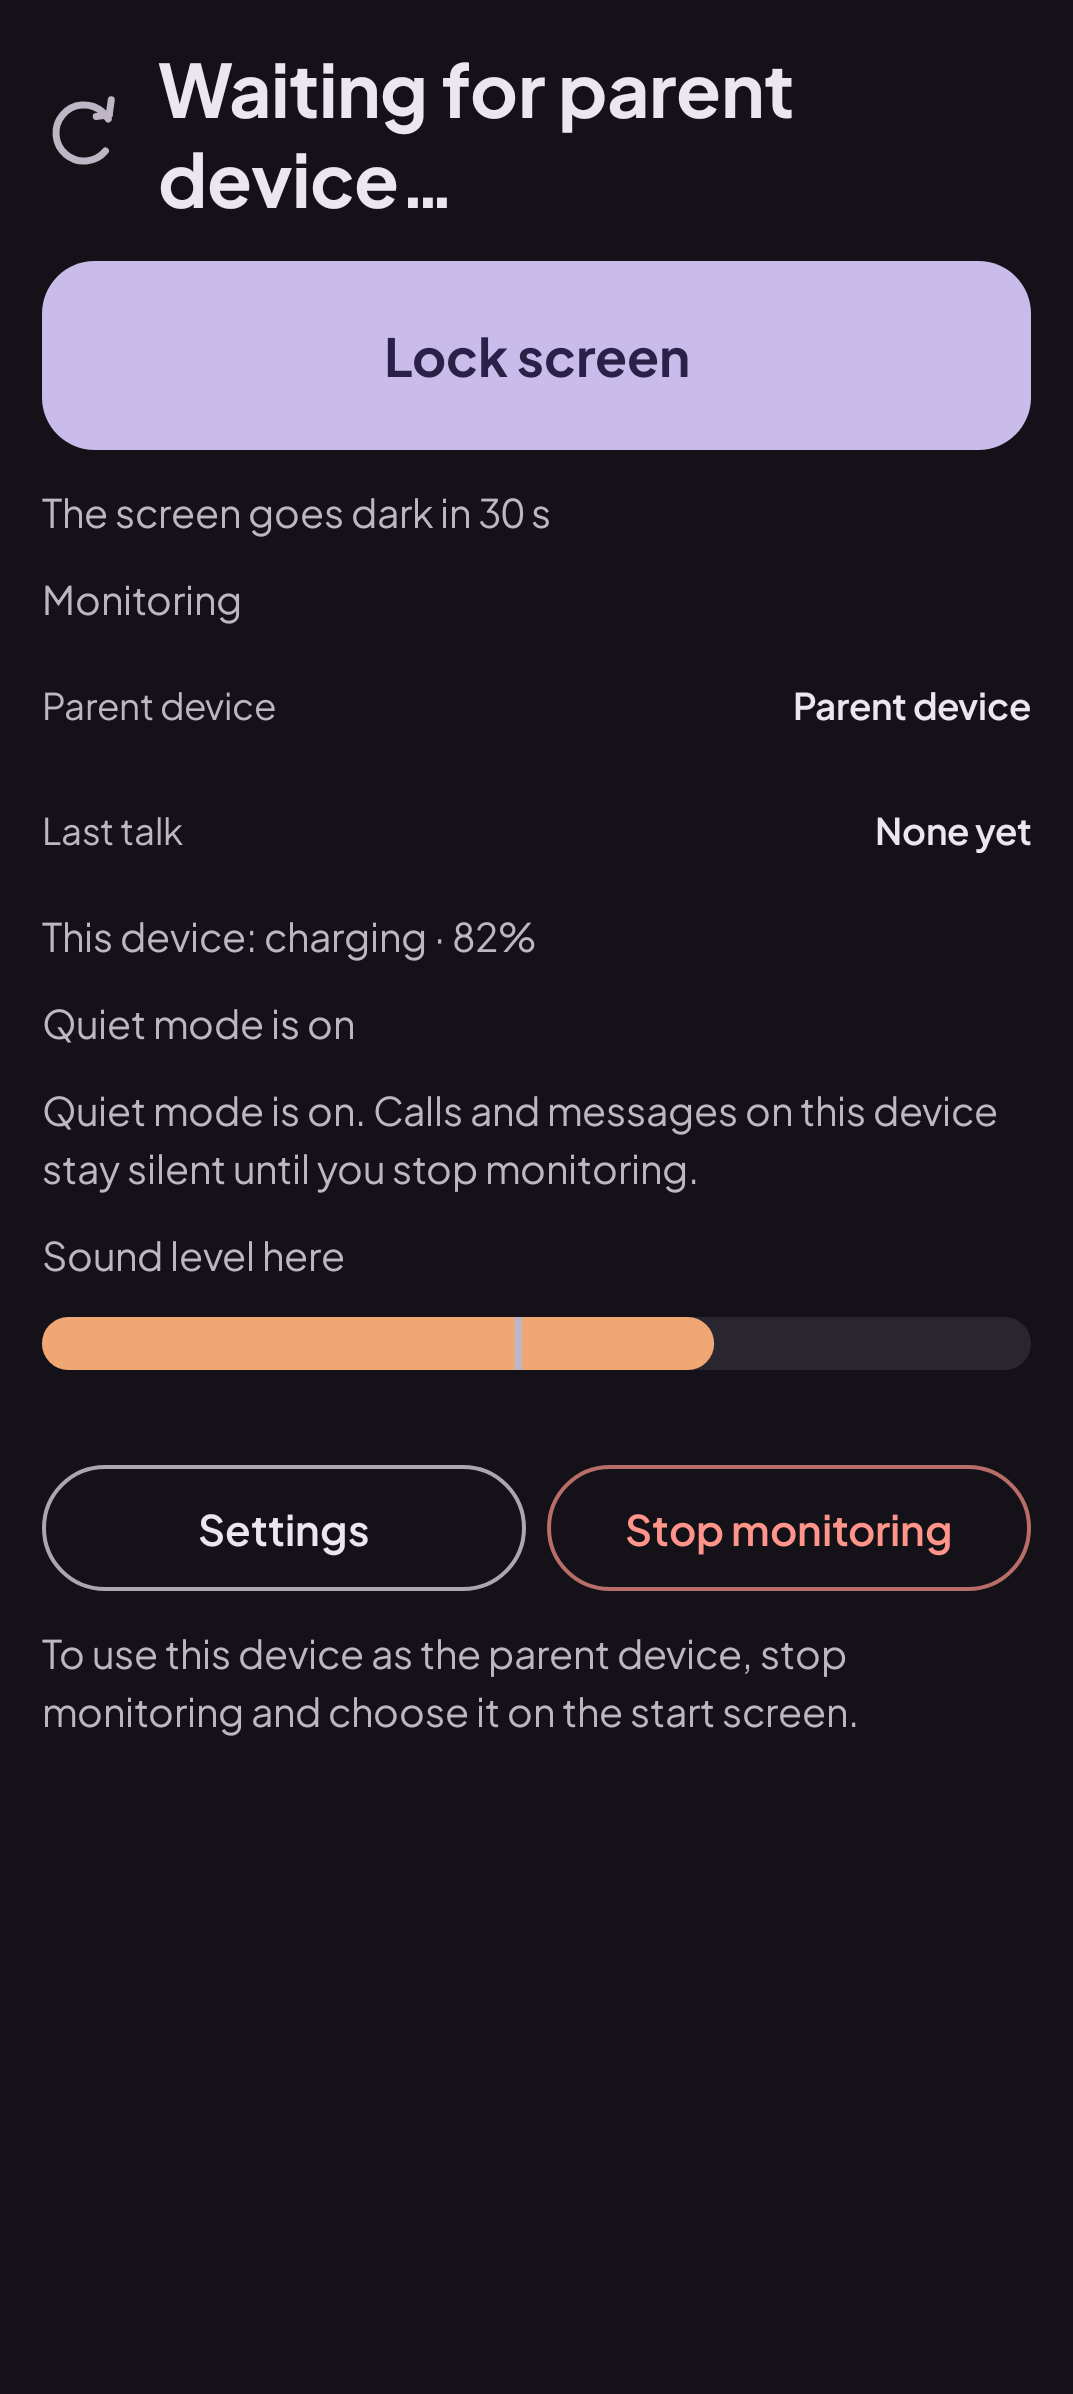 Waiting for parent
device…
Lock screen
The screen goes dark in 30 s
Monitoring
Parent device
Parent device
Last talk
None yet
This device: charging · 82%
Quiet mode is on
Quiet mode is on. Calls and messages on this device
stay silent until you stop monitoring.
Sound level here
Settings
Stop monitoring
To use this device as the parent device, stop
monitoring and choose it on the start screen.